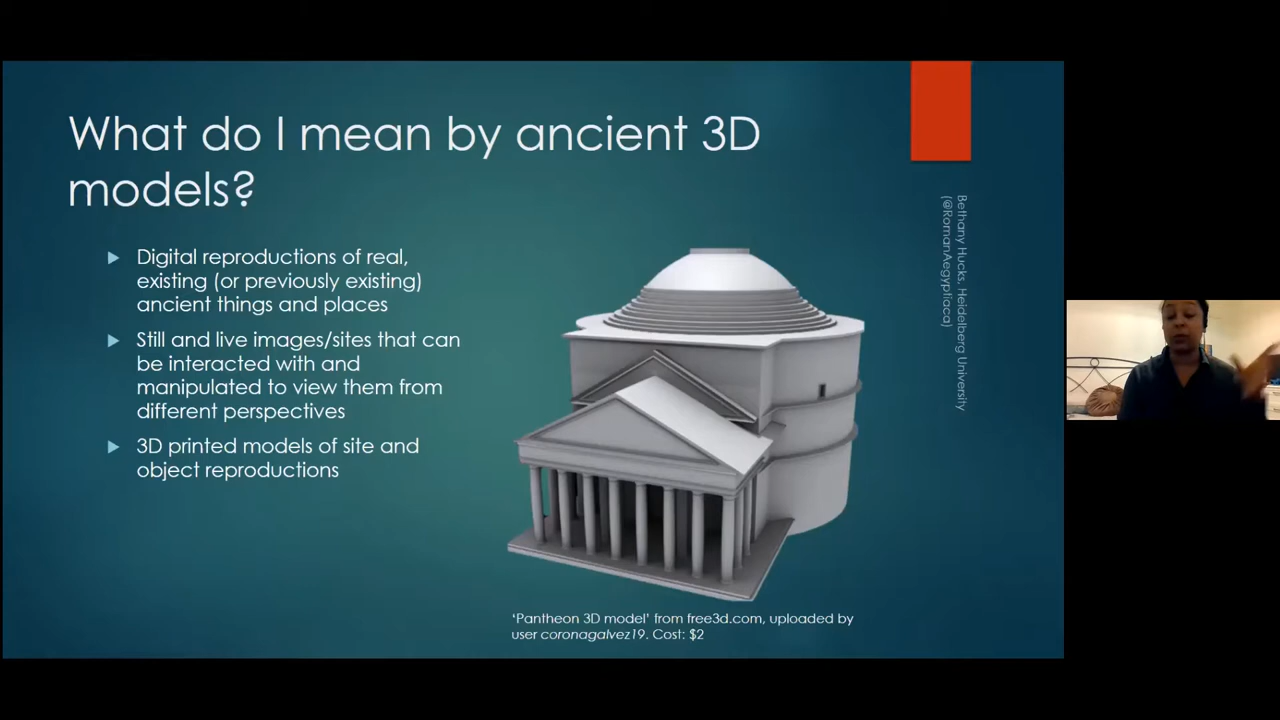 What do I mean by ancient 3D
models?
Digital reproductions of real,
existing (or previously existing)
ancient things and places
Still and live images/sites that can
be interacted with and
manipulated to view them from
different perspectives
3D printed models of site and
object reproductions
'Pantheon 3D model' from free3d.com, uploaded by
user coronagalvez19. Cost: $2
Bethany Hucks, Heidelberg University
(@RomanAegyptiaca)